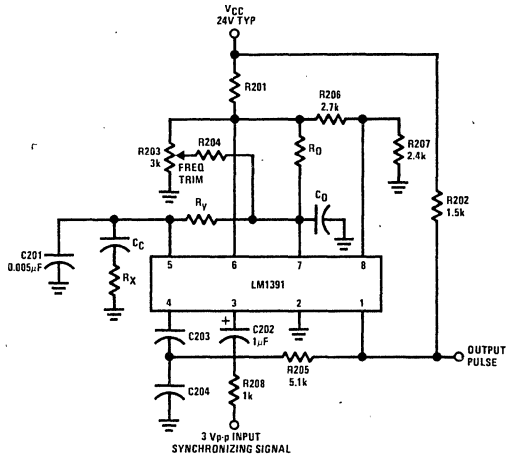 VCC
24V TYP
R201
R206
2.7k
R203
3k
R204
FREQ
TRIM
RO
R207
2.4k
R202
1.5k
RY
CO
C201
0.005μF
CC
RX
5
6
7
8
LM1391
4
3
2
1
C203
+
C202
1μF
C204
R205
5.1k
OUTPUT
PULSE
R208
1k
3 Vp-p INPUT
SYNCHRONIZING SIGNAL